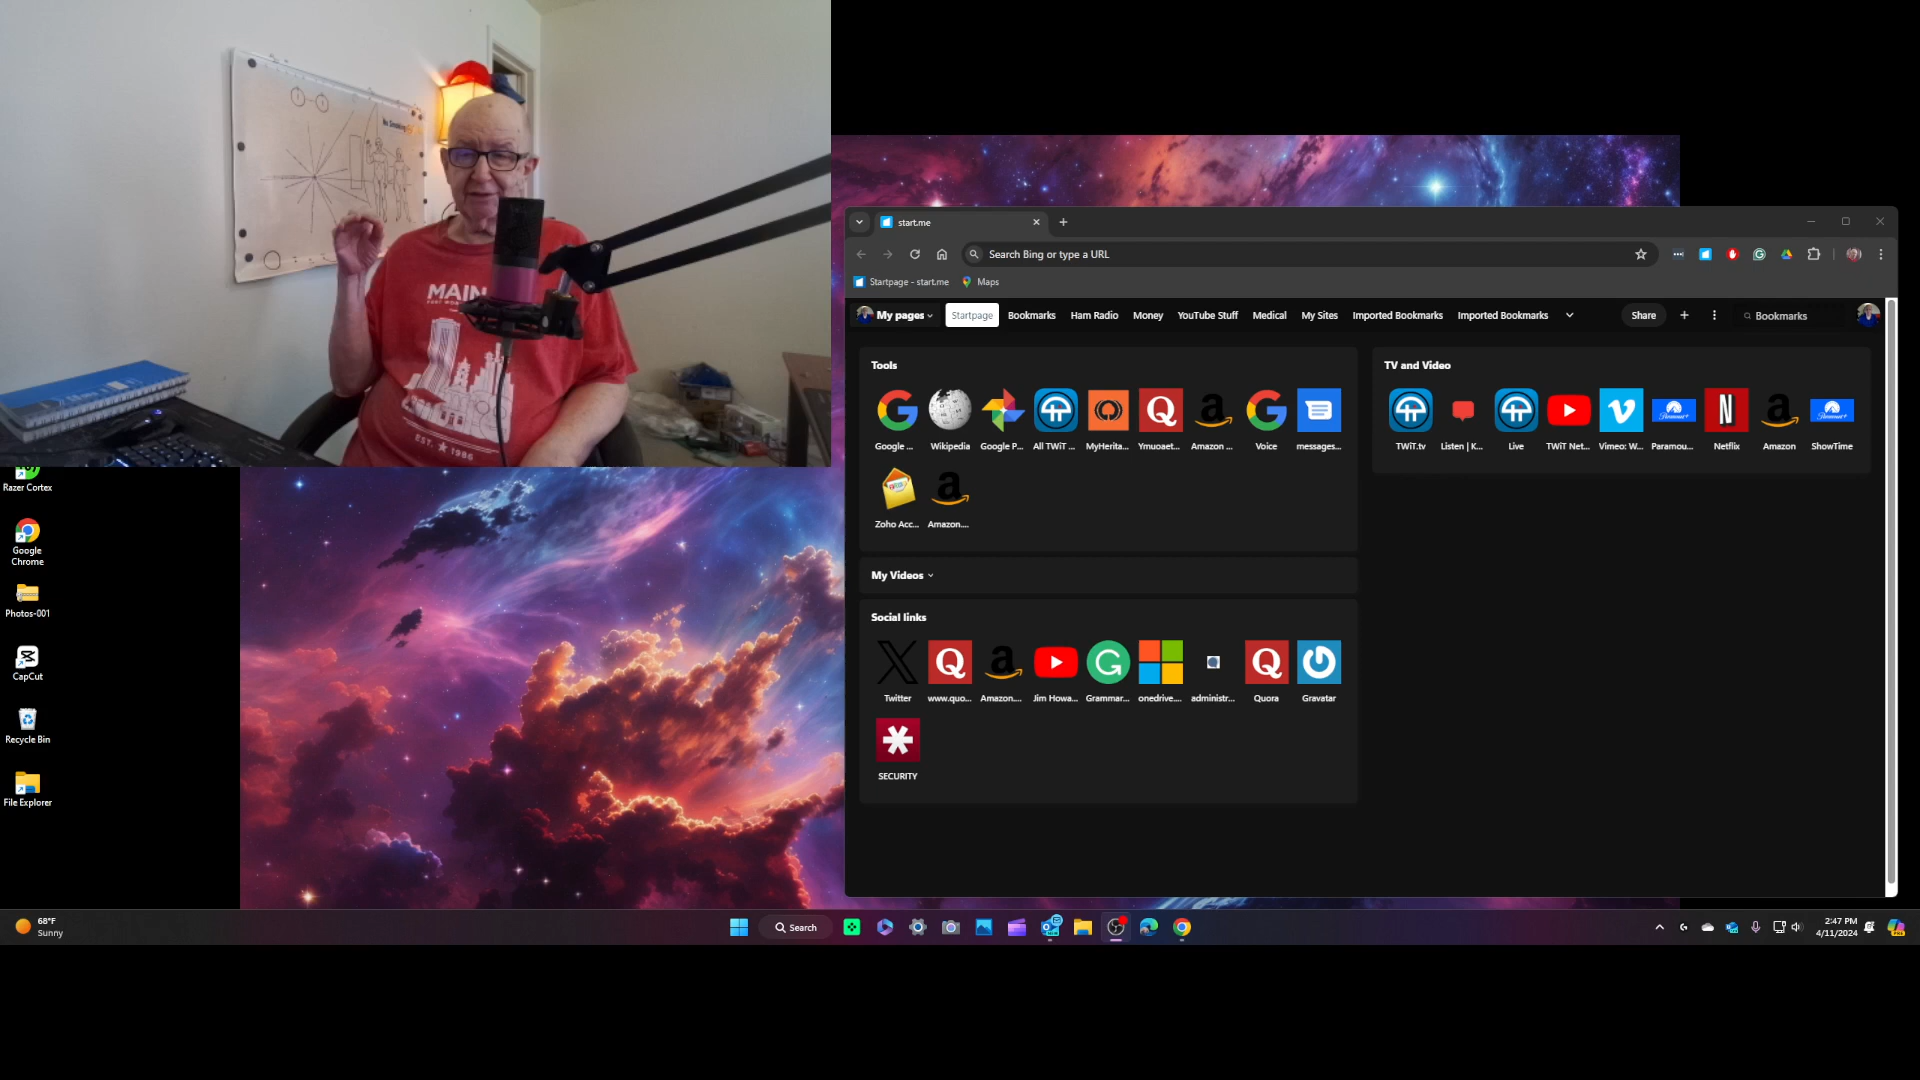 No Smoking
MAIN
EST. ★ 1986
Razer Cortex
Google
Chrome
Photos-001
CapCut
Recycle Bin
File Explorer
start.me
Search Bing or type a URL
Startpage - start.me
Maps
My pages
Startpage
Bookmarks
Ham Radio
Money
YouTube Stuff
Medical
My Sites
Imported Bookmarks
Imported Bookmarks
Share
Bookmarks
Tools
Google ...
Wikipedia
Google P...
All TWiT ...
MyHerita...
Ymuoaet...
Amazon ...
Voice
messages...
Zoho Acc...
Amazon....
TV and Video
TWiT.tv
Listen | K...
Live
TWiT Net...
Vimeo: W...
Paramou...
Netflix
Amazon
ShowTime
My Videos
Social links
Twitter
www.quo...
Amazon....
Jim Howa...
Grammar...
onedrive....
administr...
Quora
Gravatar
SECURITY
68°F
Sunny
Search
2:47 PM
4/11/2024